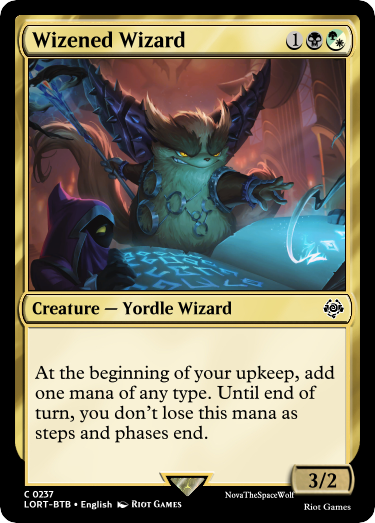 Wizened Wizard 1
Creature — Yordle Wizard
At the beginning of your upkeep, add
one mana of any type. Until end of
turn, you don't lose this mana as
steps and phases end.
3/2
C 0237
LORT-BTB • English Riot Games
NovaTheSpaceWolf
Riot Games